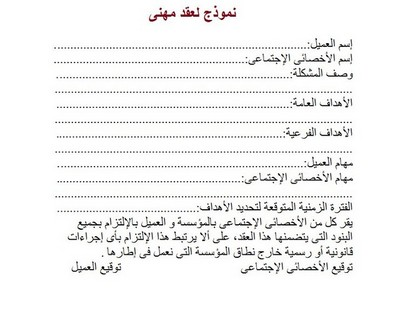 نموذج لعقد مهنى
إسم العميل:......................................................................
إسم الأخصائى الإجتماعى:..................................................
وصف المشكلة:................................................................
......................................................................................
الأهداف العامة:................................................................
......................................................................................
الأهداف الفرعية:..............................................................
......................................................................................
مهام العميل:.....................................................................
مهام الأخصائى الإجتماعى:.................................................
......................................................................................
الفترة الزمنية المتوقعة لتحديد الأهداف:..................................
يقر كل من الأخصائى الإجتماعى بالمؤسسة و العميل بالإلتزام بجميع
البنود التى يتضمنها هذا العقد، على ألا يرتبط هذا الإلتزام بأى إجراءات
قانونية أو رسمية خارج نطاق المؤسسة التى نعمل فى إطارها .
توقيع الأخصائى الإجتماعى توقيع العميل